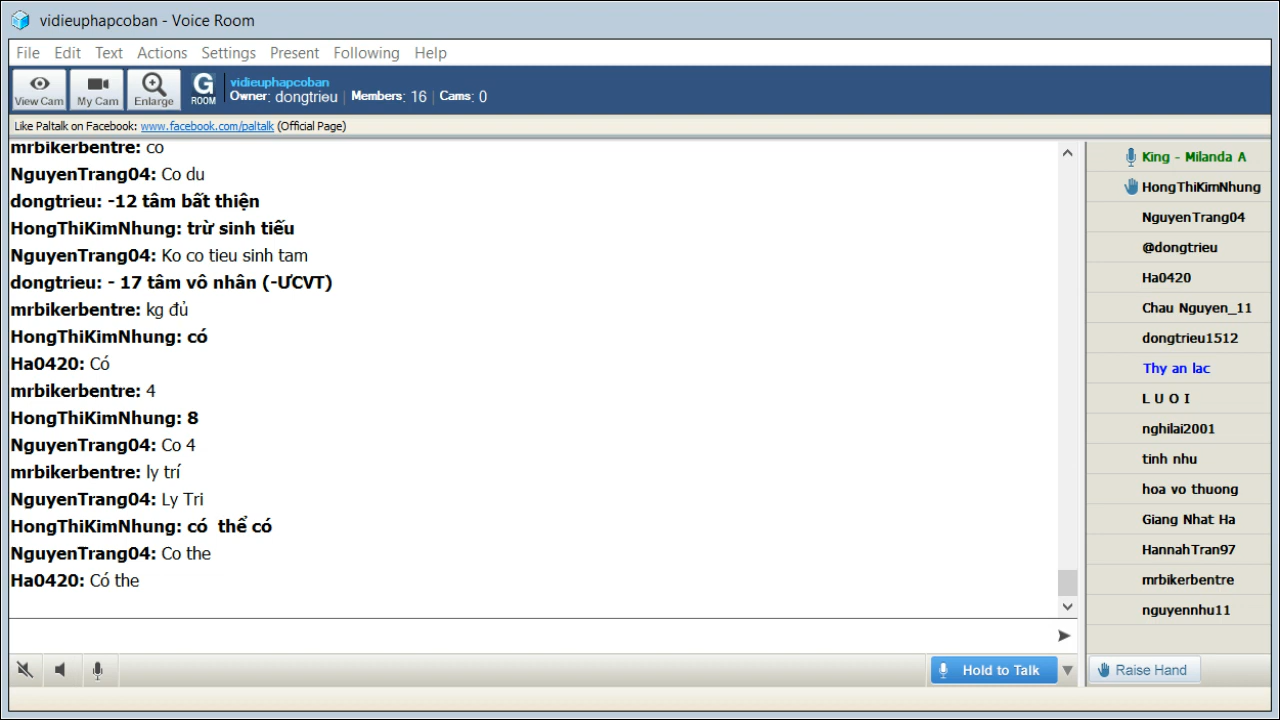 vidieuphapcoban - Voice Room
File Edit Text Actions Settings Present Following Help
View Cam My Cam Enlarge G ROOM
vidieuphapcoban
Owner: dongtrieu | Members: 16 | Cams: 0
Like Paltalk on Facebook: www.facebook.com/paltalk (Official Page)
mrbikerbentre: co
NguyenTrang04: Co du
dongtrieu: -12 tâm bất thiện
HongThiKimNhung: trừ sinh tiếu
NguyenTrang04: Ko co tieu sinh tam
dongtrieu: - 17 tâm vô nhân (-ƯCVT)
mrbikerbentre: kg đủ
HongThiKimNhung: có
Ha0420: Có
mrbikerbentre: 4
HongThiKimNhung: 8
NguyenTrang04: Co 4
mrbikerbentre: ly trí
NguyenTrang04: Ly Tri
HongThiKimNhung: có  thể có
NguyenTrang04: Co the
Ha0420: Có the
King - Milanda A
HongThiKimNhung
NguyenTrang04
@dongtrieu
Ha0420
Chau Nguyen_11
dongtrieu1512
Thy an lac
L U O I
nghilai2001
tinh nhu
hoa vo thuong
Giang Nhat Ha
HannahTran97
mrbikerbentre
nguyennhu11
Hold to Talk
Raise Hand